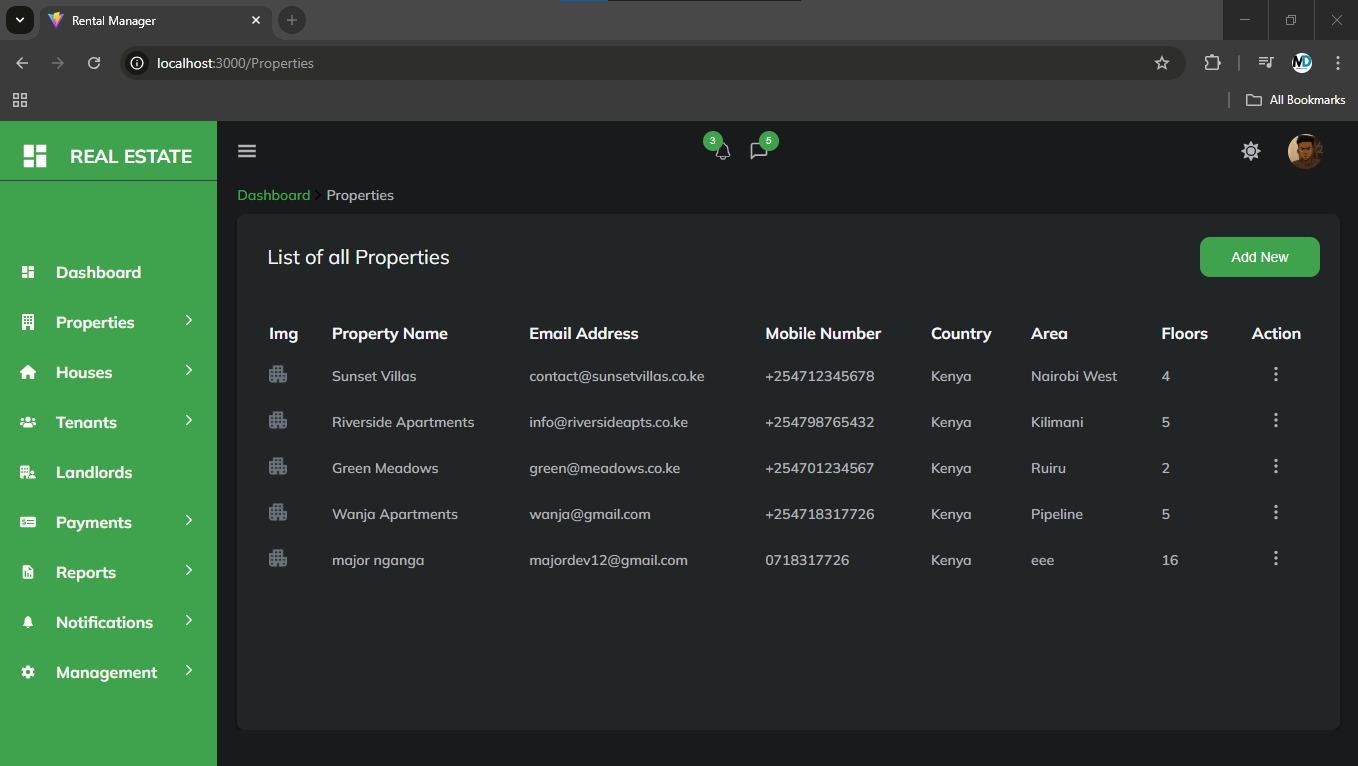 Rental Manager
localhost:3000/Properties
MD
All Bookmarks
REAL ESTATE
3
5
Dashboard
Properties
Houses
Tenants
Landlords
Payments
Reports
Notifications
Management
Dashboard > Properties
List of all Properties
Add New
Img Property Name Email Address Mobile Number Country Area Floors Action
Sunset Villas contact@sunsetvillas.co.ke +254712345678 Kenya Nairobi West 4
Riverside Apartments info@riversideapts.co.ke +254798765432 Kenya Kilimani 5
Green Meadows green@meadows.co.ke +254701234567 Kenya Ruiru 2
Wanja Apartments wanja@gmail.com +254718317726 Kenya Pipeline 5
major nganga majordev12@gmail.com 0718317726 Kenya eee 16